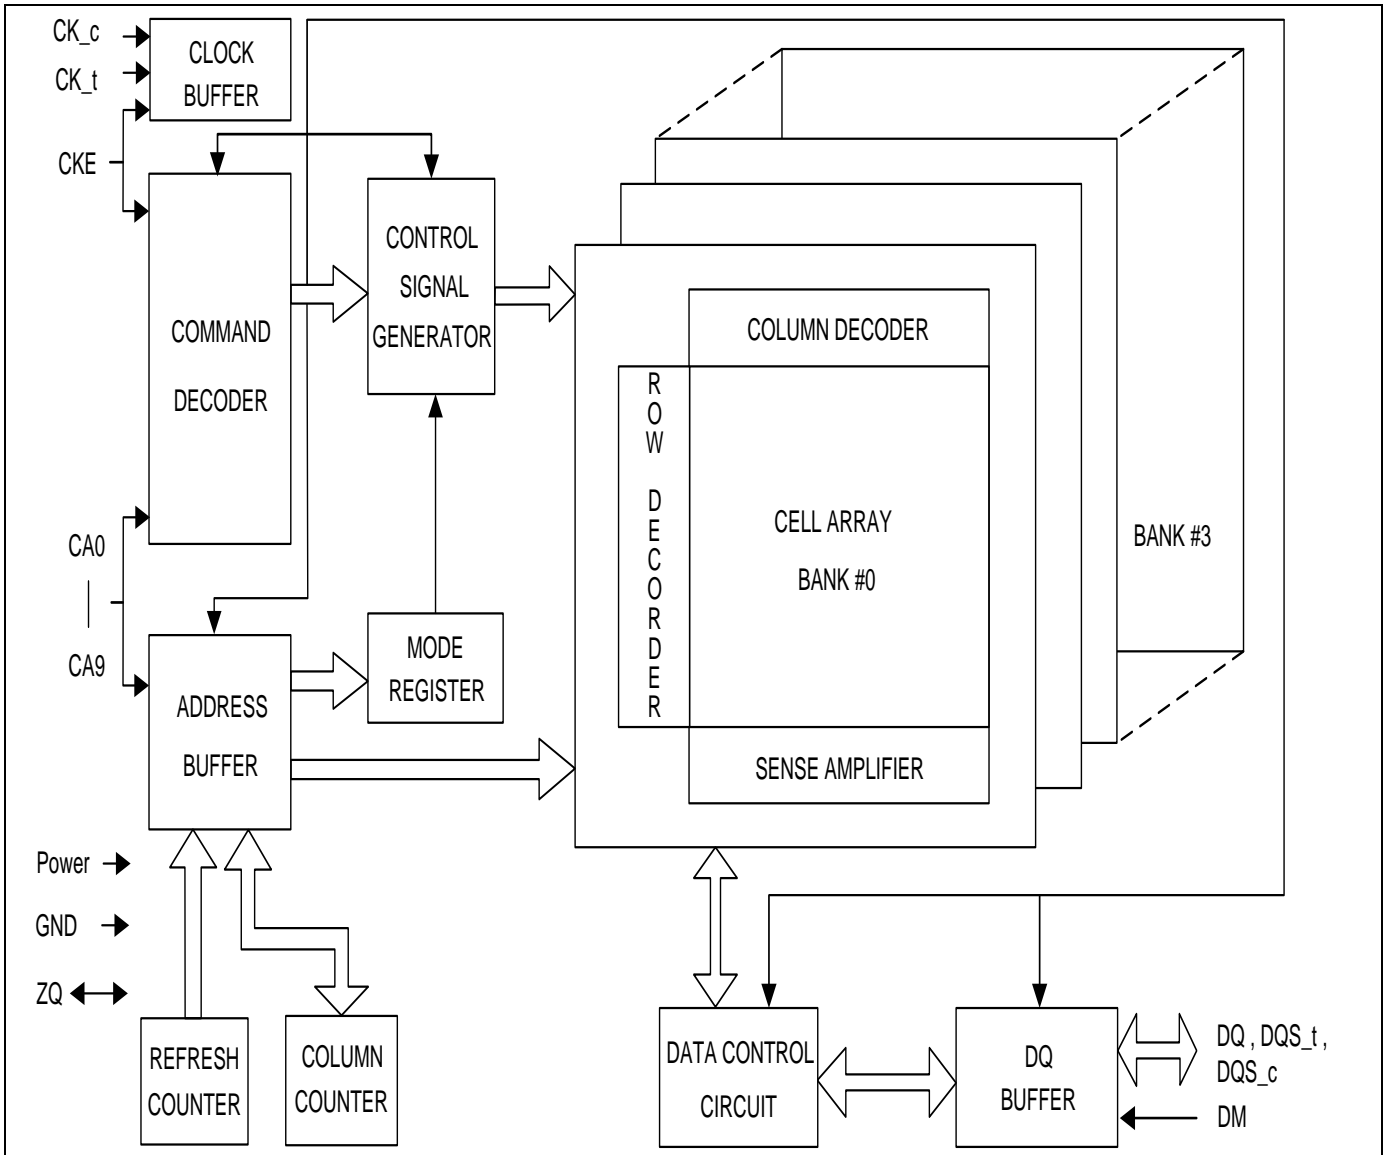 CK_c
CK_t
CKE
CLOCK
BUFFER
COMMAND
DECODER
CONTROL
SIGNAL
GENERATOR
COLUMN DECODER
ROW DECORDER
CELL ARRAY
BANK #0
SENSE AMPLIFIER
BANK #3
CA0
CA9
ADDRESS
BUFFER
MODE
REGISTER
Power
GND
ZQ
REFRESH
COUNTER
COLUMN
COUNTER
DATA CONTROL
CIRCUIT
DQ
BUFFER
DQ , DQS_t ,
DQS_c
DM